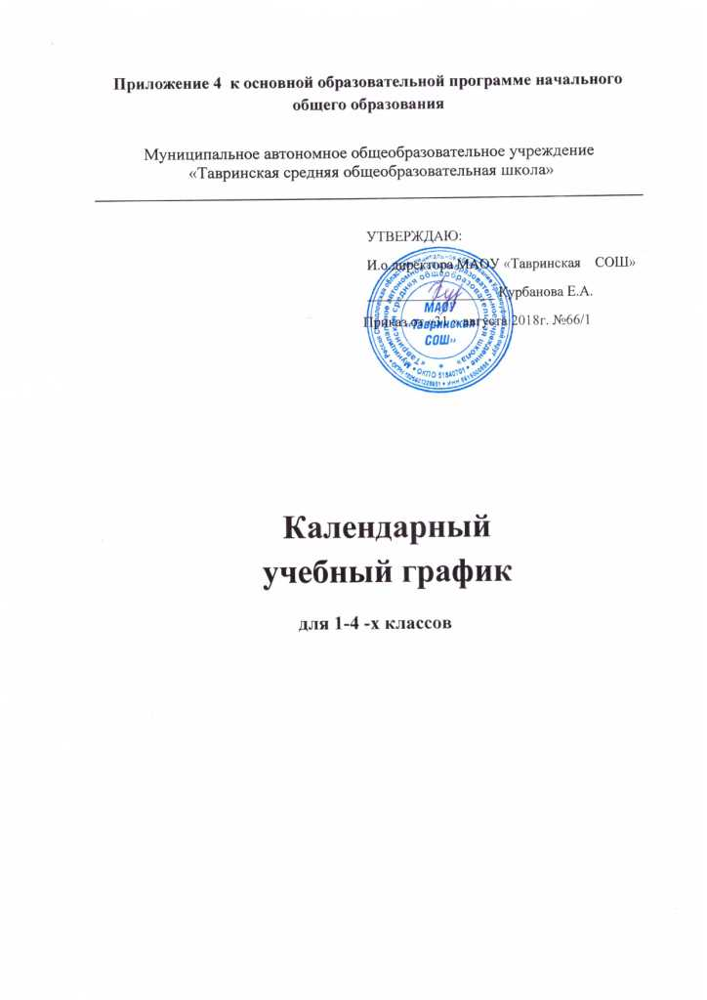 Приложение 4 к основной образовательной программе начального
общего образования
Муниципальное автономное общеобразовательное учреждение
«Тавринская средняя общеобразовательная школа»
УТВЕРЖДАЮ:
И.о.директора МАОУ «Тавринская СОШ»
Курбанова Е.А.
Приказ от «31 » августа 2018г. №66/1
МАОУ
«Тавринская
СОШ»
Календарный
учебный график
для 1-4 -х классов